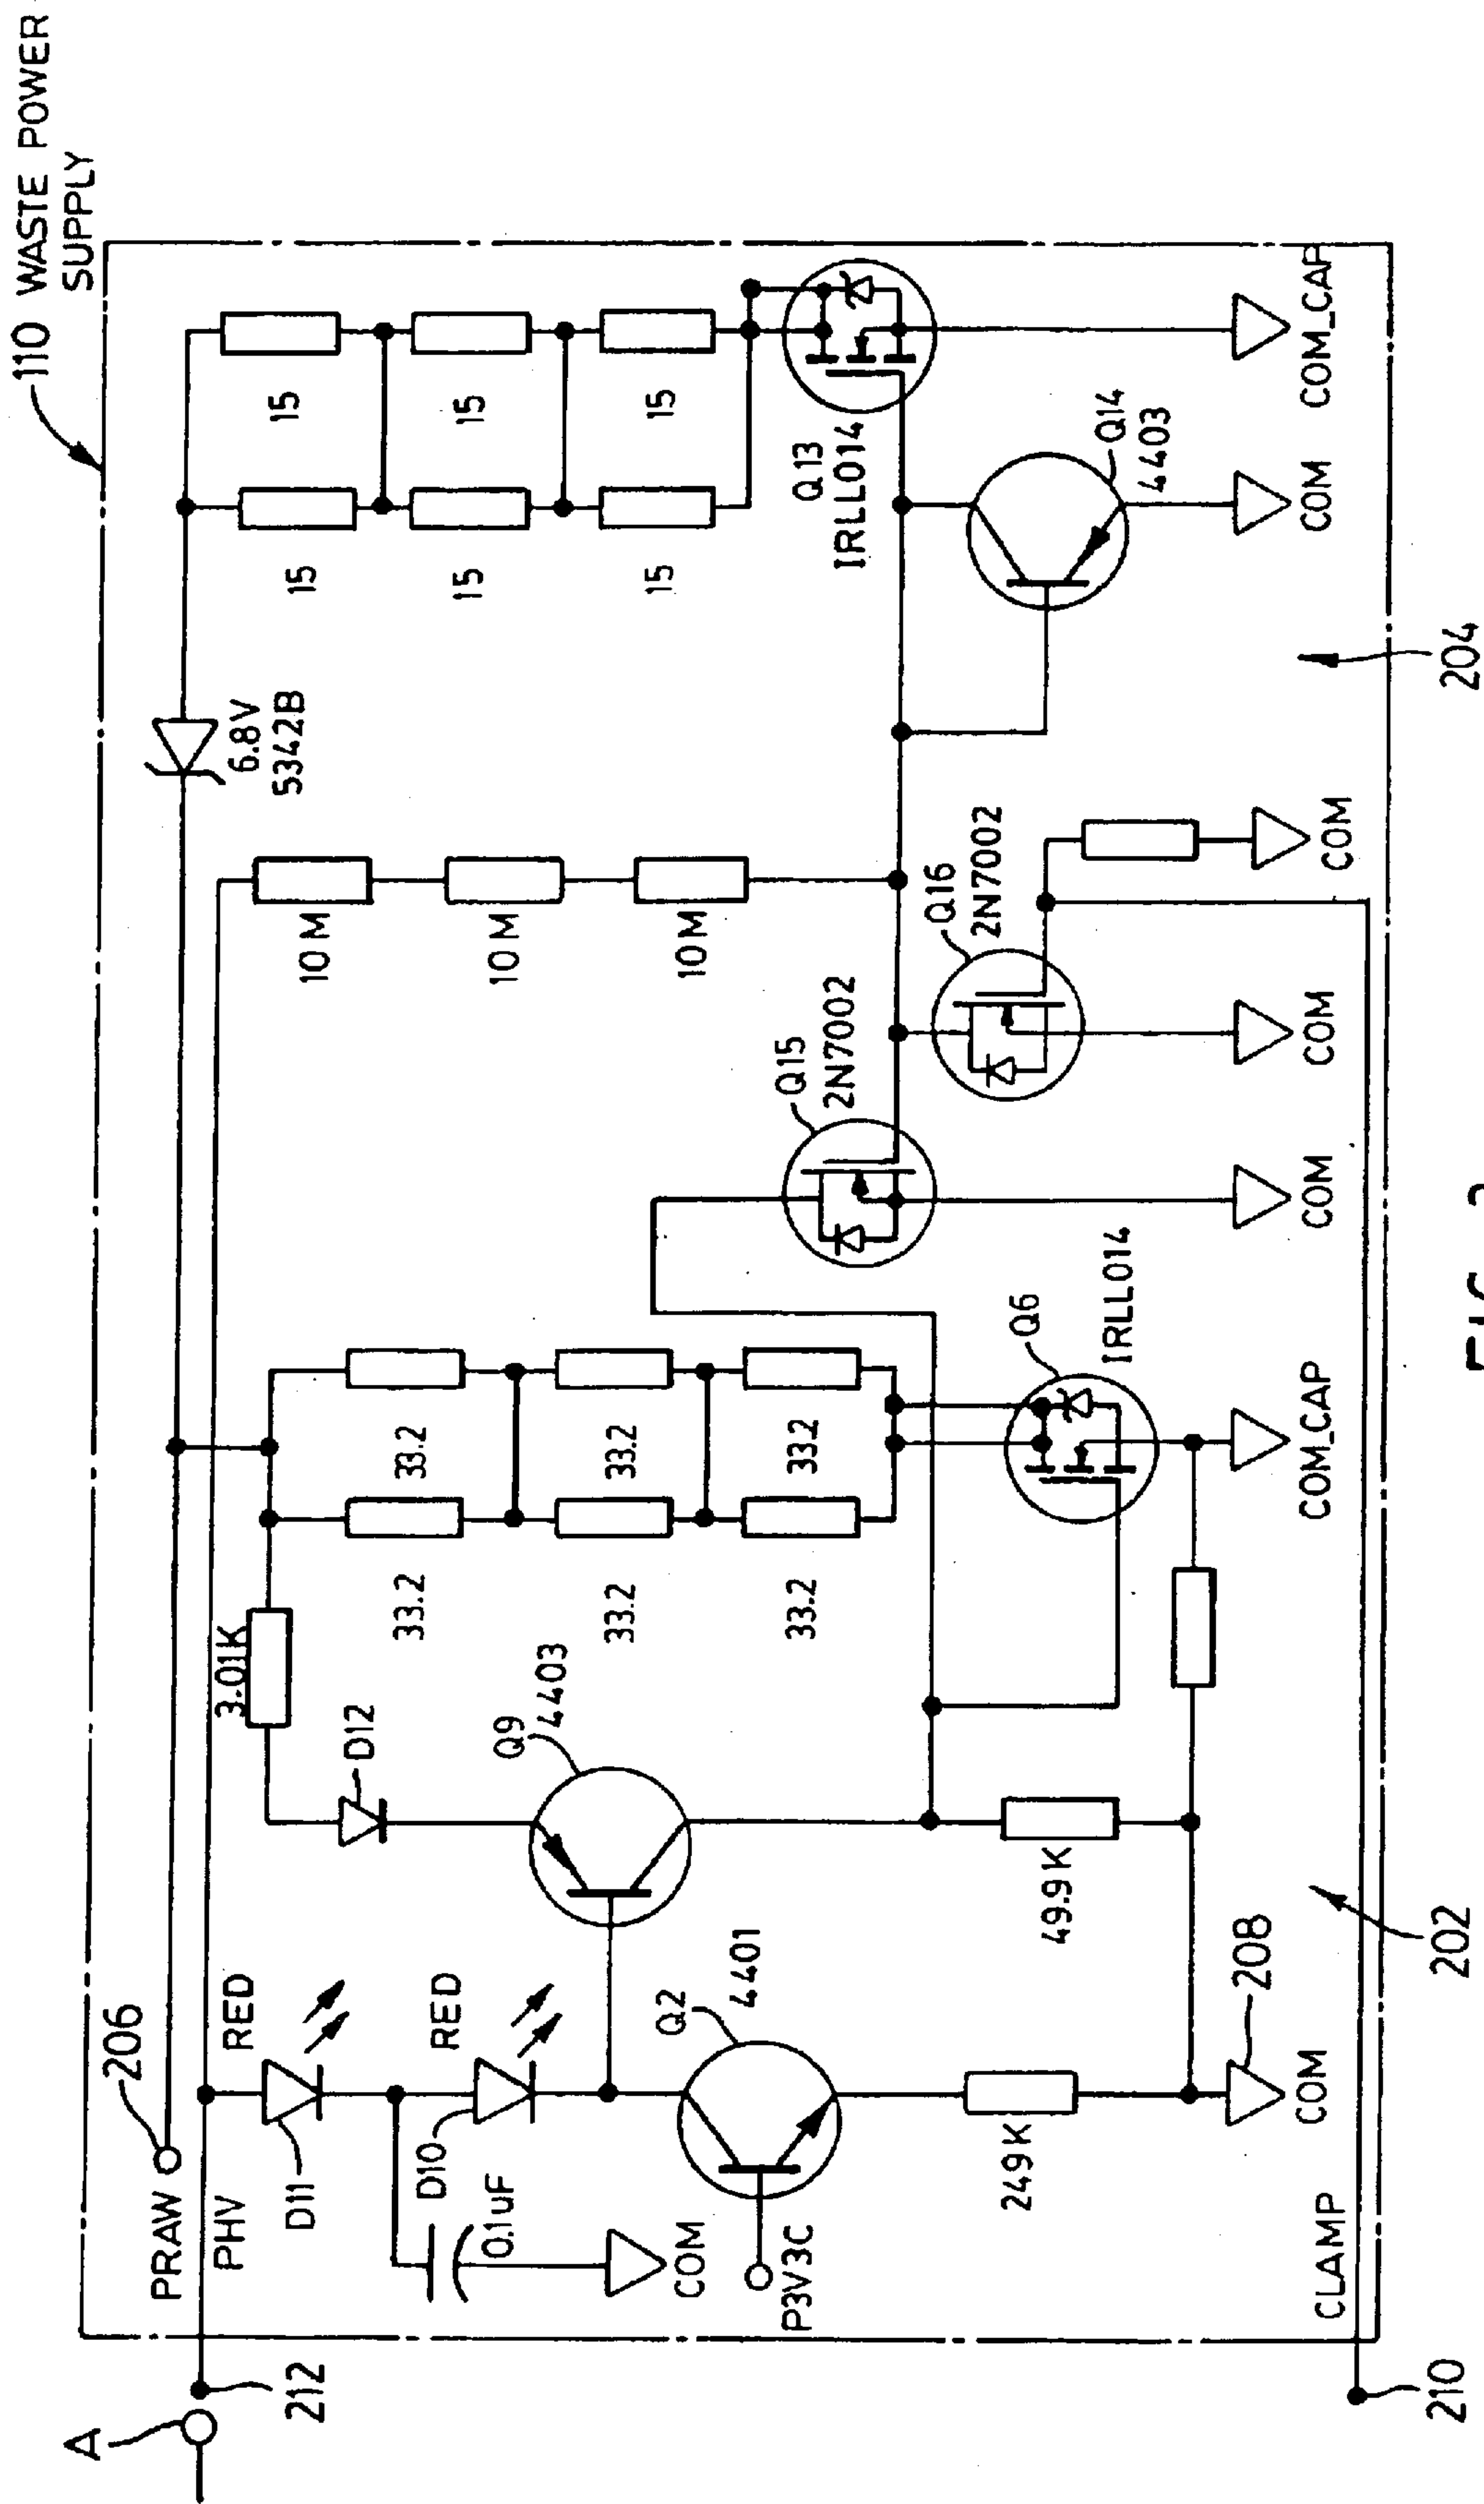 110 WASTE POWER
SUPPLY
A
212
PRAW
206
PHV
D11
RED
3.01K
D12
D10
RED
0.1uF
COM
Q9
4403
33.2
33.2
33.2
33.2
33.2
33.2
10M
10M
10M
6.8V
5342B
15
15
15
15
15
15
P3V3C
Q2
4401
249K
49.9K
Q6
IRLL014
Q15
2N7002
Q16
2N7002
Q13
IRLL014
Q14
4403
COM
208
COM_CAP
COM
COM
COM
COM
COM_CAP
CLAMP
210
202
204